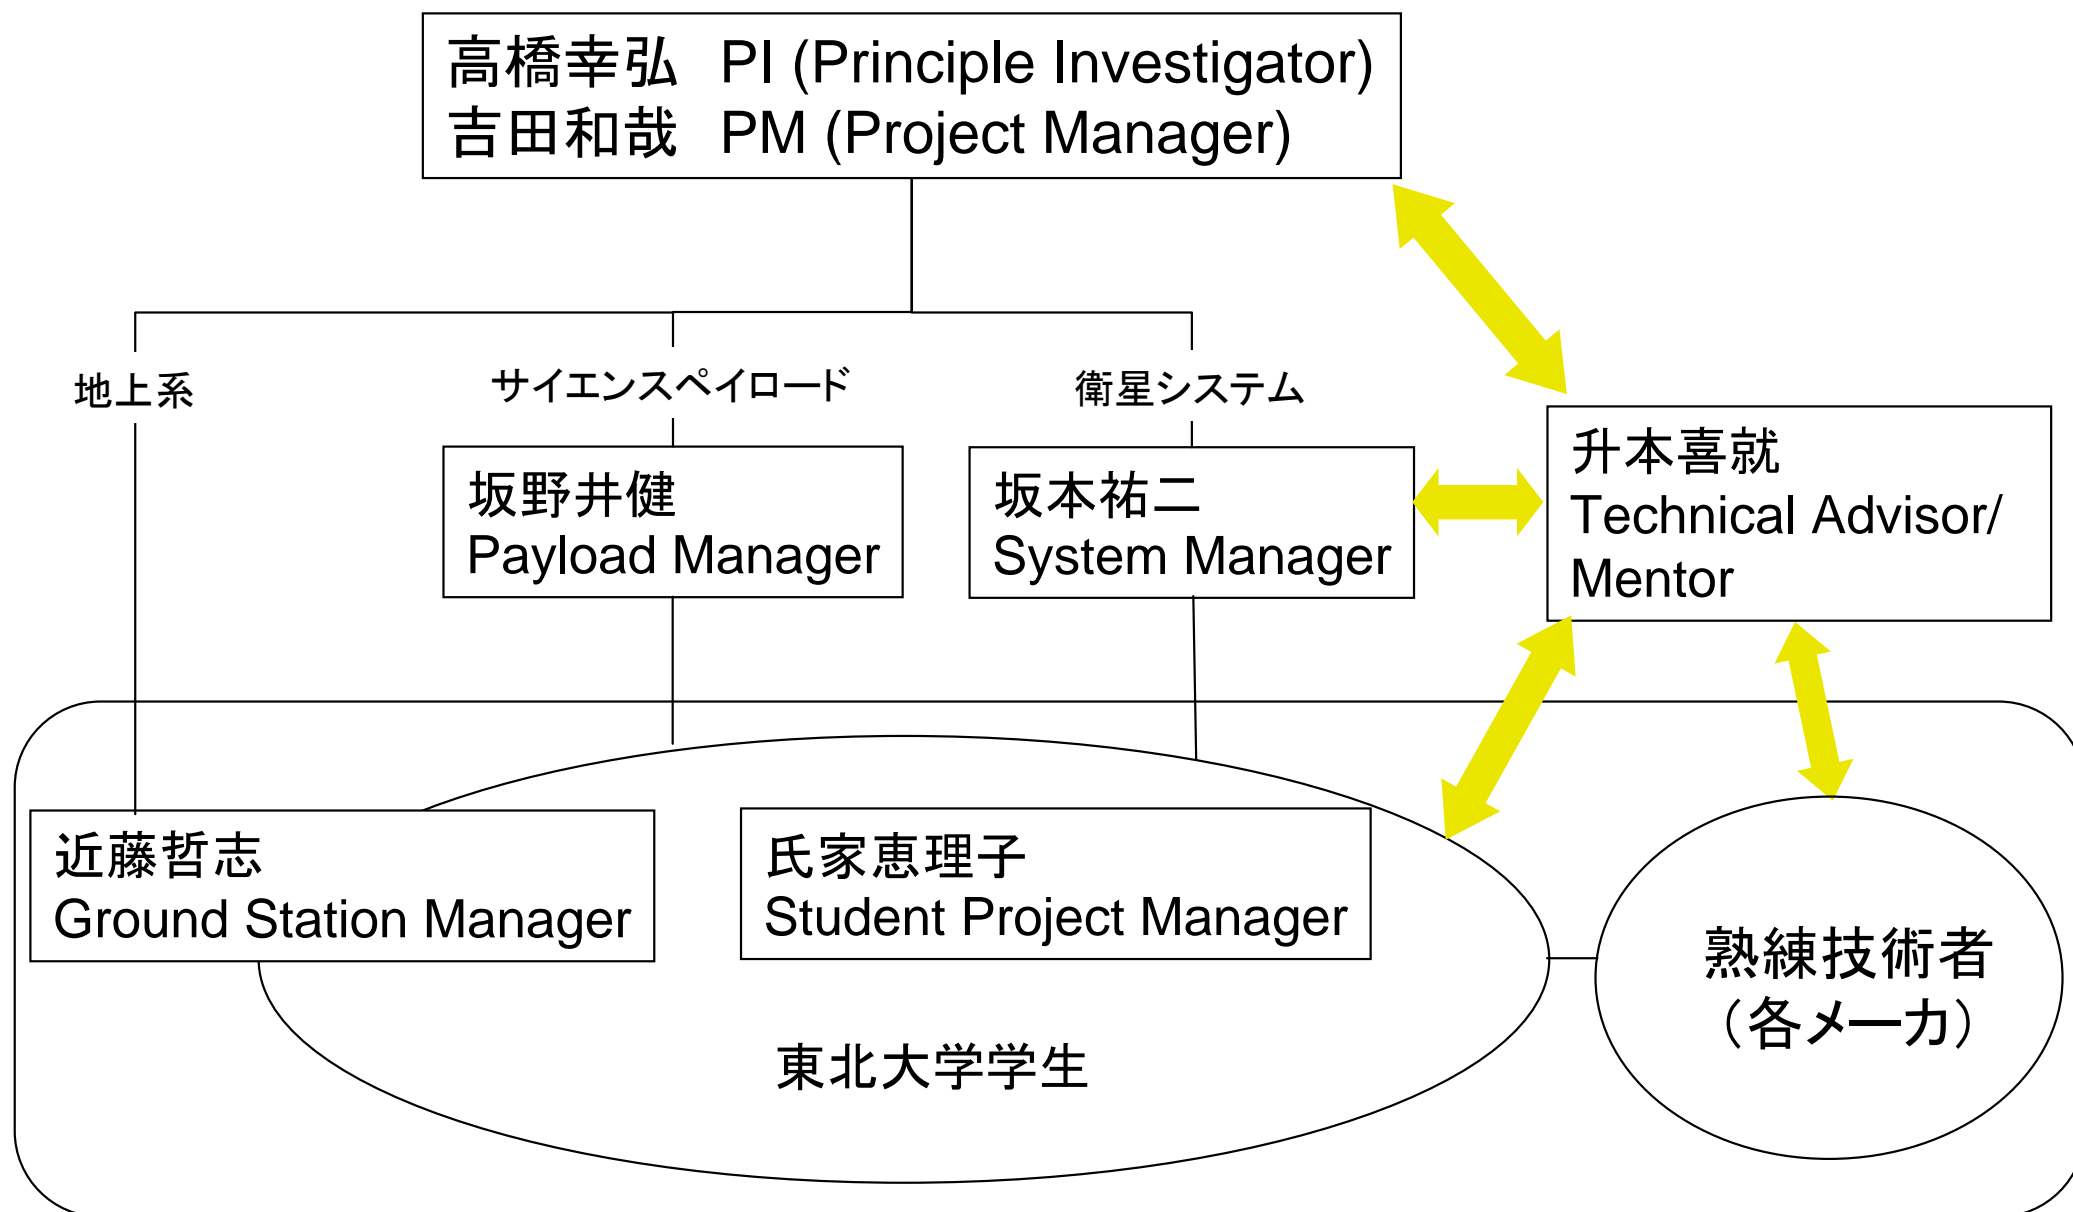 高橋幸弘　PI (Principle Investigator)
吉田和哉　PM (Project Manager)
地上系
サイエンスペイロード
衛星システム
坂野井健
Payload Manager
坂本祐二
System Manager
升本喜就
Technical Advisor/
Mentor
近藤哲志
Ground Station Manager
氏家恵理子
Student Project Manager
東北大学学生
熟練技術者
（各メーカ）